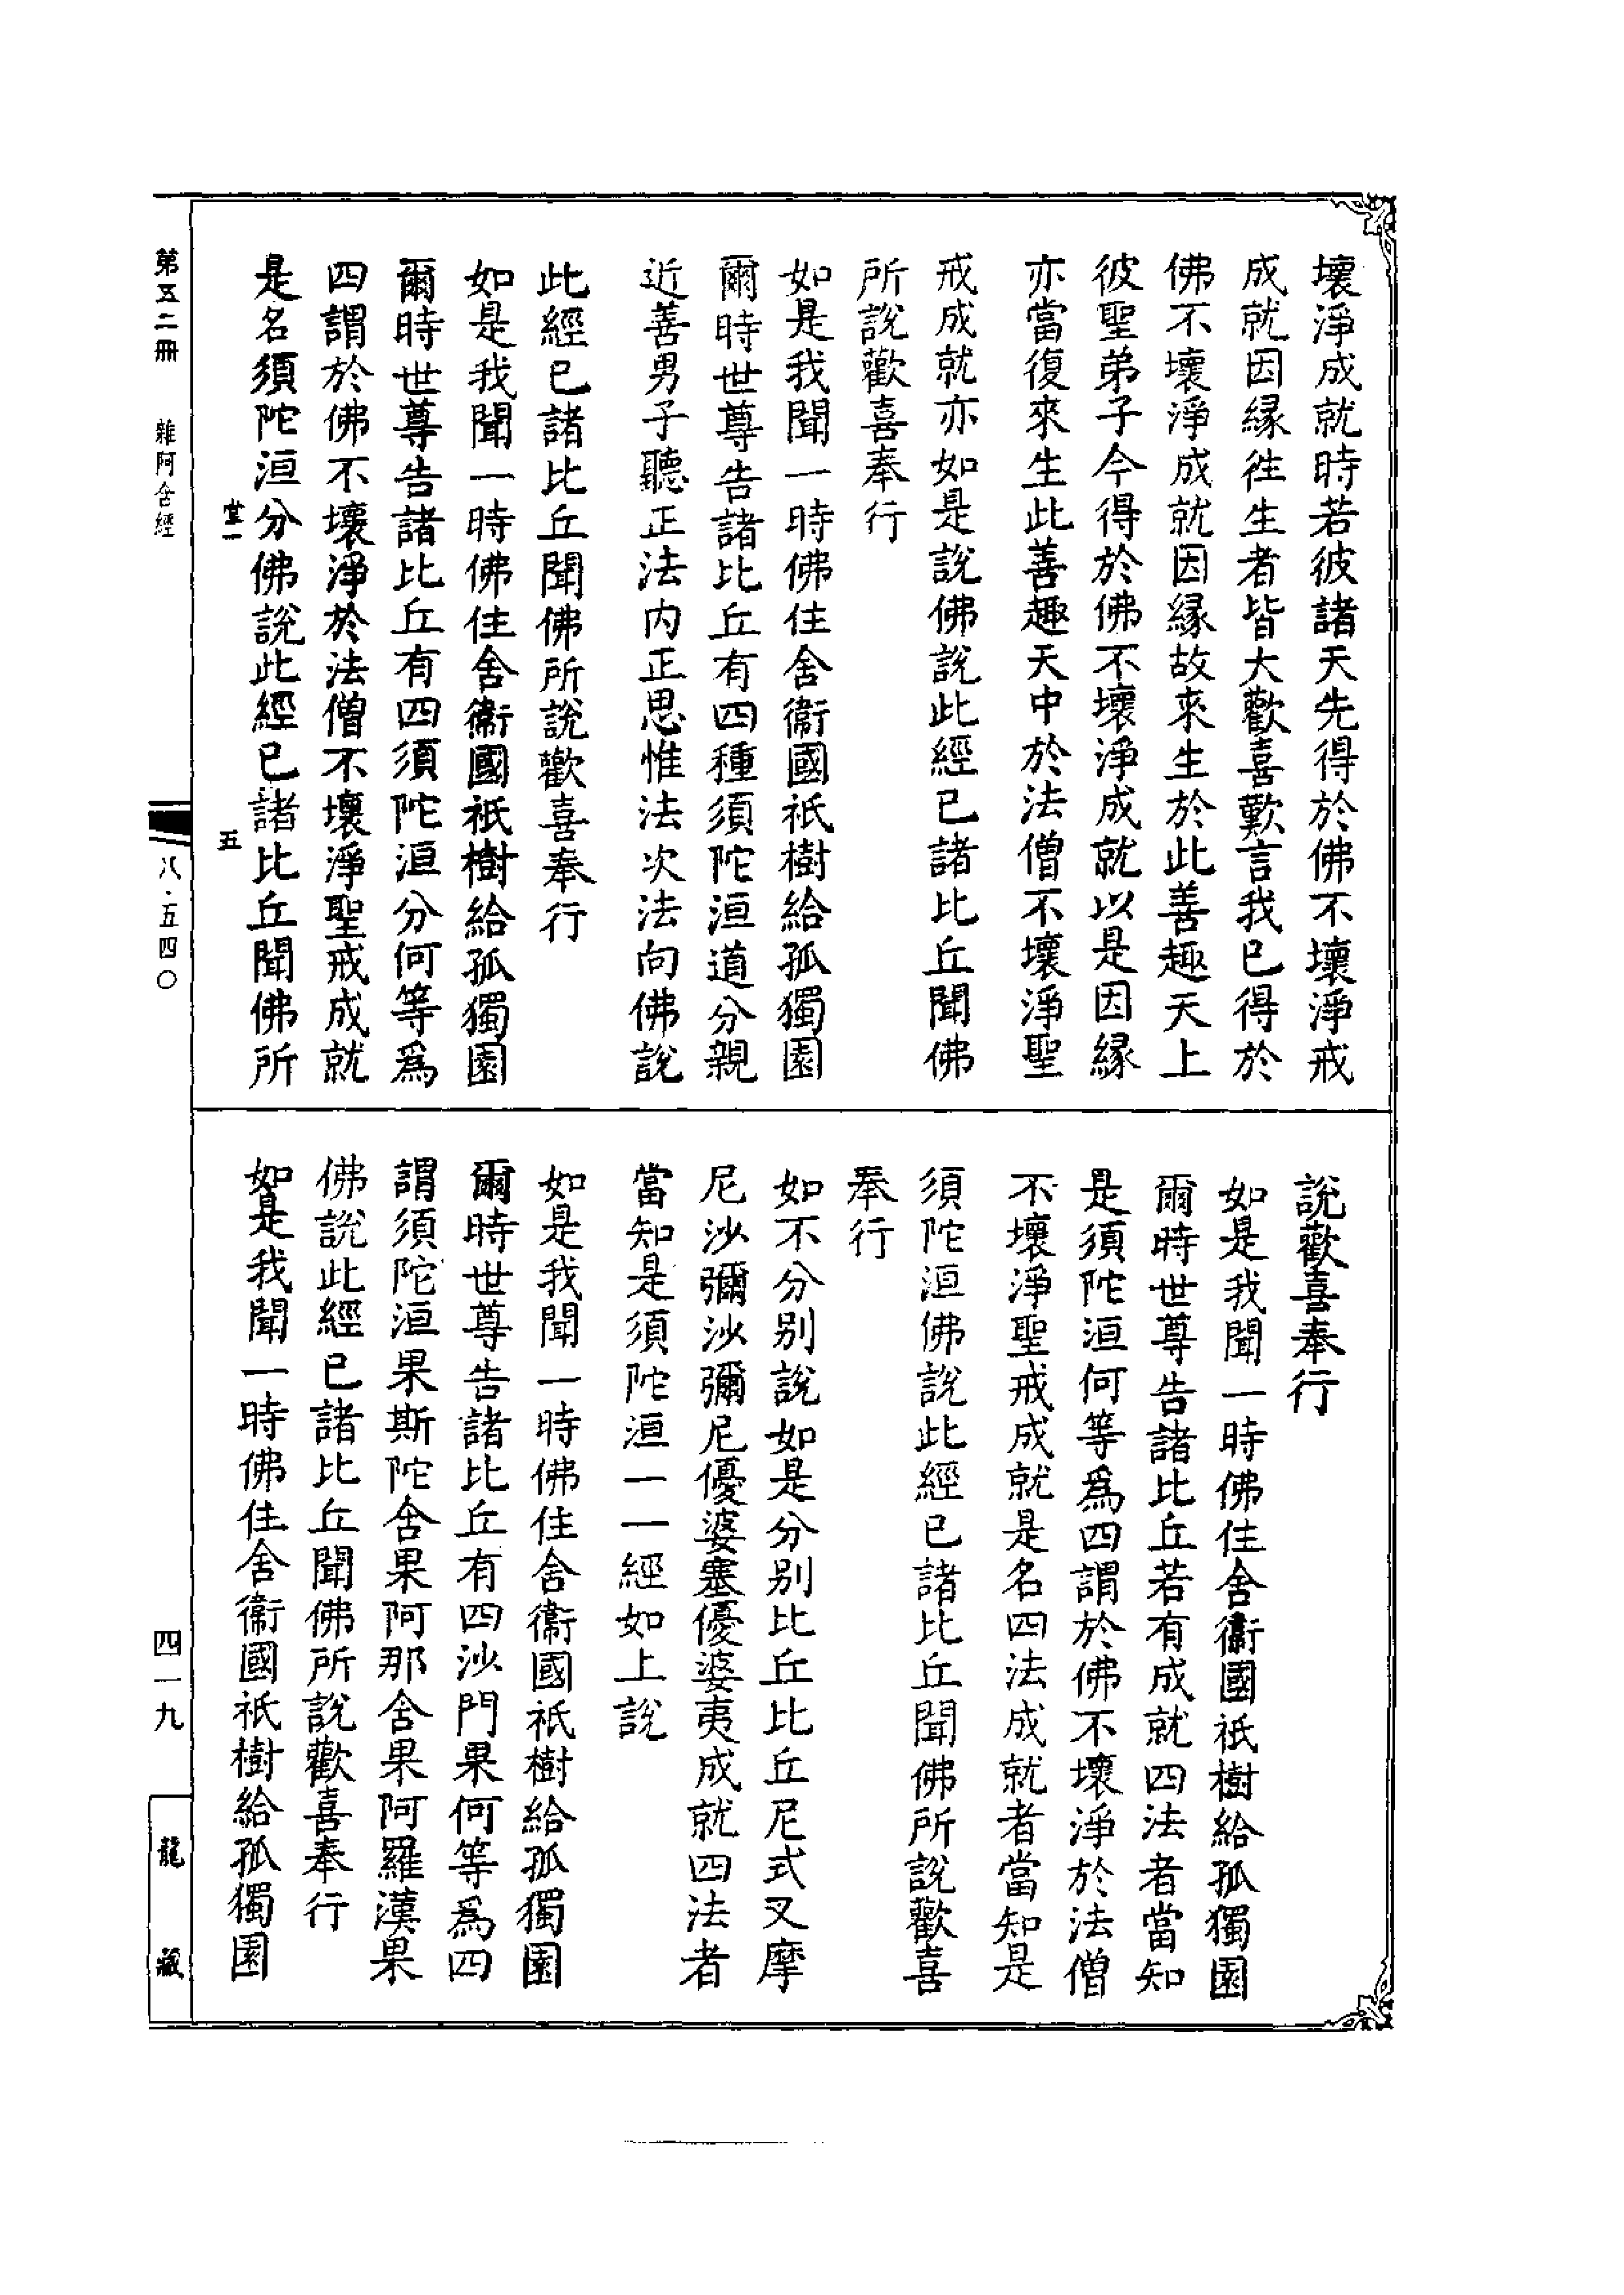 壞淨成就時若彼諸天先得於佛不壞淨戒
成就因緣徃生者皆大歡喜歎言我已得於
佛不壞淨成就因緣故來生於此善趣天上
彼聖弟子今得於佛不壞淨成就以是因緣
亦當復來生此善趣天中於法僧不壞淨聖
戒成就亦如是說佛說此經已諸比丘聞佛
所說歡喜奉行
如是我聞一時佛住舍衞國祇樹給孤獨園
爾時世尊告諸比丘有四種須陀洹道分親
近善男子聽正法内正思惟法次法向佛說
此經已諸比丘聞佛所說歡喜奉行
如是我聞一時佛住舍衞國祇樹給孤獨園
爾時世尊告諸比丘有四須陀洹分何等爲
四謂於佛不壞淨於法僧不壞淨聖戒成就
是名須陀洹分佛說此經已諸比丘聞佛所
堂一
五
說歡喜奉行
如是我聞一時佛住舍衞國祇樹給孤獨園
爾時世尊告諸比丘若有成就四法者當知
是須陀洹何等爲四謂於佛不壞淨於法僧
不壞淨聖戒成就是名四法成就者當知是
須陀洹佛說此經已諸比丘聞佛所說歡喜
奉行
如不分别說如是分别比丘比丘尼式叉摩
尼沙彌沙彌尼優婆塞優婆夷成就四法者
當知是須陀洹一一經如上說
如是我聞一時佛住舍衞國祇樹給孤獨園
爾時世尊告諸比丘有四沙門果何等爲四
謂須陀洹果斯陀含果阿那含果阿羅漢果
佛說此經已諸比丘聞佛所說歡喜奉行
如是我聞一時佛住舍衞國祇樹給孤獨園
第五二冊
雜阿含經
八·五四〇
四一九
龍藏